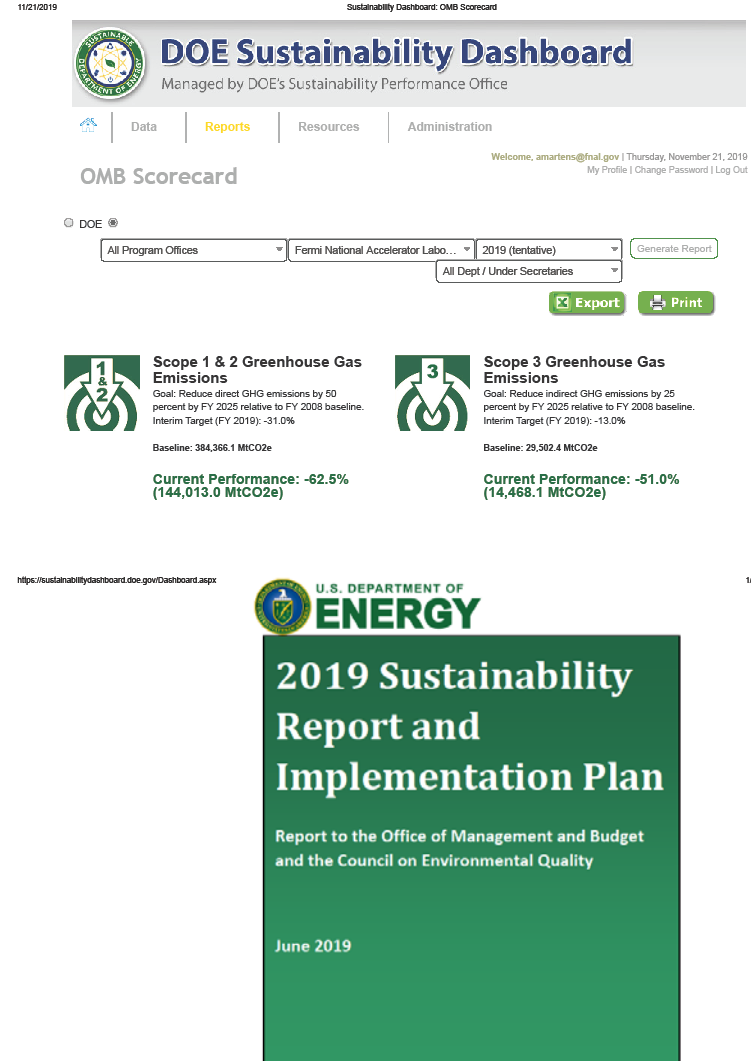 11/21/2019
Sustainability Dashboard: OMB Scorecard
SUSTAINABLE
DEPARTMENT OF ENERGY
DOE Sustainability Dashboard
Managed by DOE's Sustainability Performance Office
Data
Reports
Resources
Administration
Welcome, amartens@fnal.gov | Thursday, November 21, 2019
My Profile | Change Password | Log Out
OMB Scorecard
DOE
All Program Offices
Fermi National Accelerator Labo...
2019 (tentative)
Generate Report
All Dept / Under Secretaries
Export
Print
1
&
2
Scope 1 & 2 Greenhouse Gas
Emissions
Goal: Reduce direct GHG emissions by 50
percent by FY 2025 relative to FY 2008 baseline.
Interim Target (FY 2019): -31.0%
Baseline: 384,366.1 MtCO2e
Current Performance: -62.5%
(144,013.0 MtCO2e)
3
Scope 3 Greenhouse Gas
Emissions
Goal: Reduce indirect GHG emissions by 25
percent by FY 2025 relative to FY 2008 baseline.
Interim Target (FY 2019): -13.0%
Baseline: 29,502.4 MtCO2e
Current Performance: -51.0%
(14,468.1 MtCO2e)
https://sustainabilitydashboard.doe.gov/Dashboard.aspx
1/
U.S. DEPARTMENT OF
ENERGY
2019 Sustainability
Report and
Implementation Plan
Report to the Office of Management and Budget
and the Council on Environmental Quality
June 2019